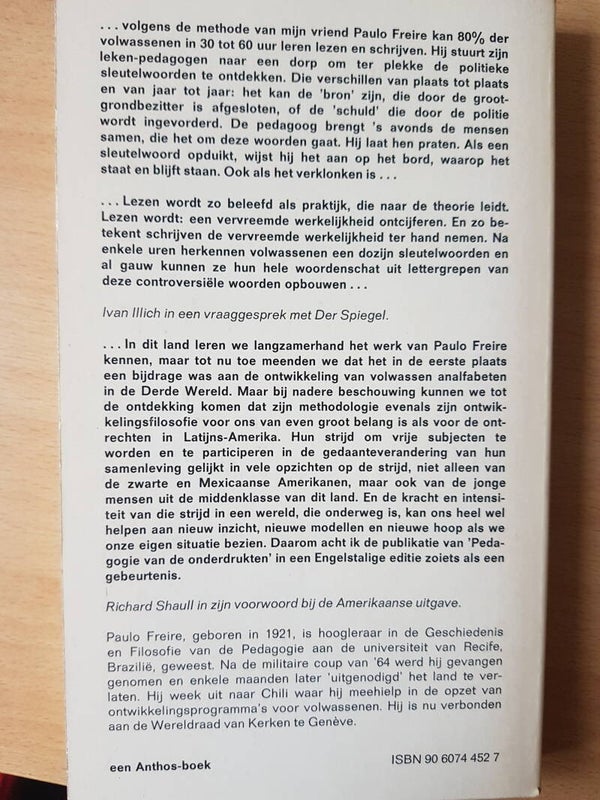 ...volgens de methode van mijn vriend Paulo Freire kan 80% der
volwassenen in 30 tot 60 uur leren lezen en schrijven. Hij stuurt zijn
leken-pedagogen naar een dorp om ter plekke de politieke
sleutelwoorden te ontdekken. Die verschillen van plaats tot plaats
en van jaar tot jaar: het kan de 'bron' zijn, die door de groot-
grondbezitter is afgesloten, of de 'schuld' die door de politie
wordt ingevorderd. De pedagoog brengt 's avonds de mensen
samen, die het om deze woorden gaat. Hij laat hen praten. Als een
sleutelwoord opduikt, wijst hij het aan op het bord, waarop het
staat en blijft staan. Ook als het verklonken is...
...Lezen wordt zo beleefd als praktijk, die naar de theorie leidt.
Lezen wordt: een vervreemde werkelijkheid ontcijferen. En zo be-
tekent schrijven de vervreemde werkelijkheid ter hand nemen. Na
enkele uren herkennen volwassenen een dozijn sleutelwoorden en
al gauw kunnen ze hun hele woordenschat uit lettergrepen van
deze controversiële woorden opbouwen...
Ivan Illich in een vraaggesprek met Der Spiegel.
...In dit land leren we langzamerhand het werk van Paulo Freire
kennen, maar tot nu toe meenden we dat het in de eerste plaats
een bijdrage was aan de ontwikkeling van volwassen analfabeten
in de Derde Wereld. Maar bij nadere beschouwing kunnen we tot
de ontdekking komen dat zijn methodologie evenals zijn ontwik-
kelingsfilosofie voor ons van even groot belang is als voor de ont-
rechten in Latijns-Amerika. Hun strijd om vrije subjecten te
worden en te participeren in de gedaanteverandering van hun
samenleving gelijkt in vele opzichten op de strijd, niet alleen van
de zwarte en Mexicaanse Amerikanen, maar ook van de jonge
mensen uit de middenklasse van dit land. En de kracht en intensi-
teit van die strijd in een wereld, die onderweg is, kan ons heel wel
helpen aan nieuw inzicht, nieuwe modellen en nieuwe hoop als we
onze eigen situatie bezien. Daarom acht ik de publikatie van 'Peda-
gogie van de onderdrukten' in een Engelstalige editie zoiets als een
gebeurtenis.
Richard Shaull in zijn voorwoord bij de Amerikaanse uitgave.
Paulo Freire, geboren in 1921, is hoogleraar in de Geschiedenis
en Filosofie van de Pedagogie aan de universiteit van Recife,
Brazilië, geweest. Na de militaire coup van '64 werd hij gevangen
genomen en enkele maanden later 'uitgenodigd' het land te ver-
laten. Hij week uit naar Chili waar hij meehielp in de opzet van
ontwikkelingsprogramma's voor volwassenen. Hij is nu verbonden
aan de Wereldraad van Kerken te Genève.
een Anthos-boek
ISBN 90 6074 452 7